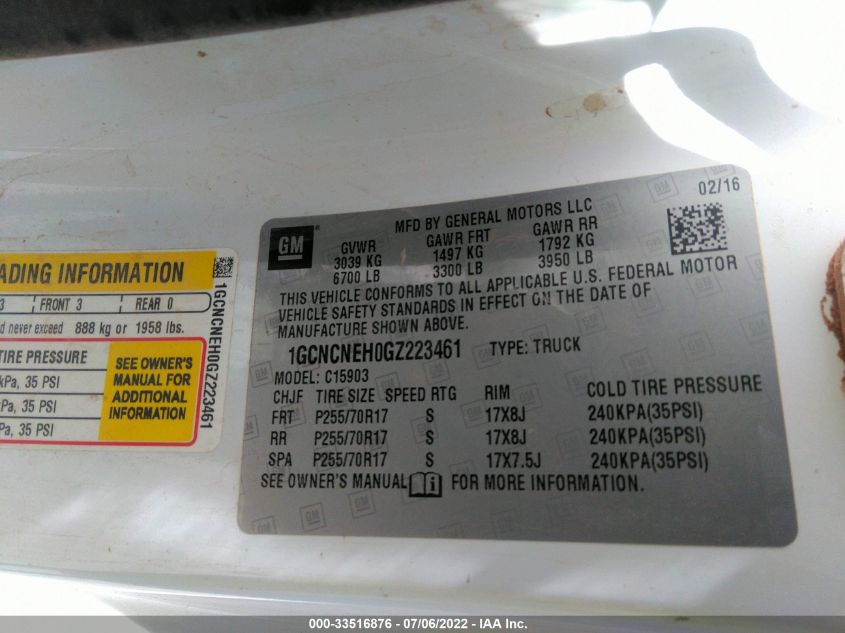 ADING INFORMATION
3 FRONT 3 REAR 0
d never exceed 888 kg or 1958 lbs.
TIRE PRESSURE
kPa, 35 PSI
kPa, 35 PSI
Pa, 35 PSI
SEE OWNER'S
MANUAL FOR
ADDITIONAL
INFORMATION
1GCNCNEH0GZ223461
GM
MFD BY GENERAL MOTORS LLC
02/16
GVWR GAWR FRT GAWR RR
3039 KG 1497 KG 1792 KG
6700 LB 3300 LB 3950 LB
THIS VEHICLE CONFORMS TO ALL APPLICABLE U.S. FEDERAL MOTOR
VEHICLE SAFETY STANDARDS IN EFFECT ON THE DATE OF
MANUFACTURE SHOWN ABOVE.
1GCNCNEH0GZ223461 TYPE: TRUCK
MODEL: C15903
CHJF TIRE SIZE SPEED RTG RIM COLD TIRE PRESSURE
FRT P255/70R17 S 17X8J 240KPA(35PSI)
RR P255/70R17 S 17X8J 240KPA(35PSI)
SPA P255/70R17 S 17X7.5J 240KPA(35PSI)
SEE OWNER'S MANUAL FOR MORE INFORMATION.
000-33516876 - 07/06/2022 - IAA Inc.